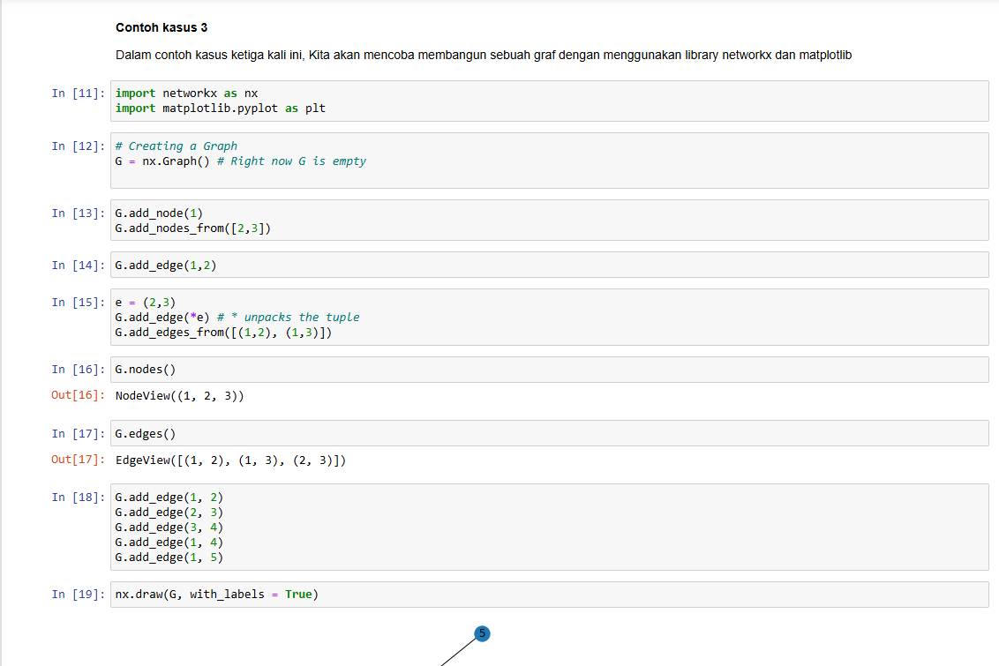 Contoh kasus 3
Dalam contoh kasus ketiga kali ini, Kita akan mencoba membangun sebuah graf dengan menggunakan library networkx dan matplotlib
In [11]: import networkx as nx
import matplotlib.pyplot as plt
In [12]: # Creating a Graph
G = nx.Graph() # Right now G is empty
In [13]: G.add_node(1)
G.add_nodes_from([2,3])
In [14]: G.add_edge(1,2)
In [15]: e = (2,3)
G.add_edge(*e) # * unpacks the tuple
G.add_edges_from([(1,2), (1,3)])
In [16]: G.nodes()
Out[16]: NodeView((1, 2, 3))
In [17]: G.edges()
Out[17]: EdgeView([(1, 2), (1, 3), (2, 3)])
In [18]: G.add_edge(1, 2)
G.add_edge(2, 3)
G.add_edge(3, 4)
G.add_edge(1, 4)
G.add_edge(1, 5)
In [19]: nx.draw(G, with_labels = True)
5